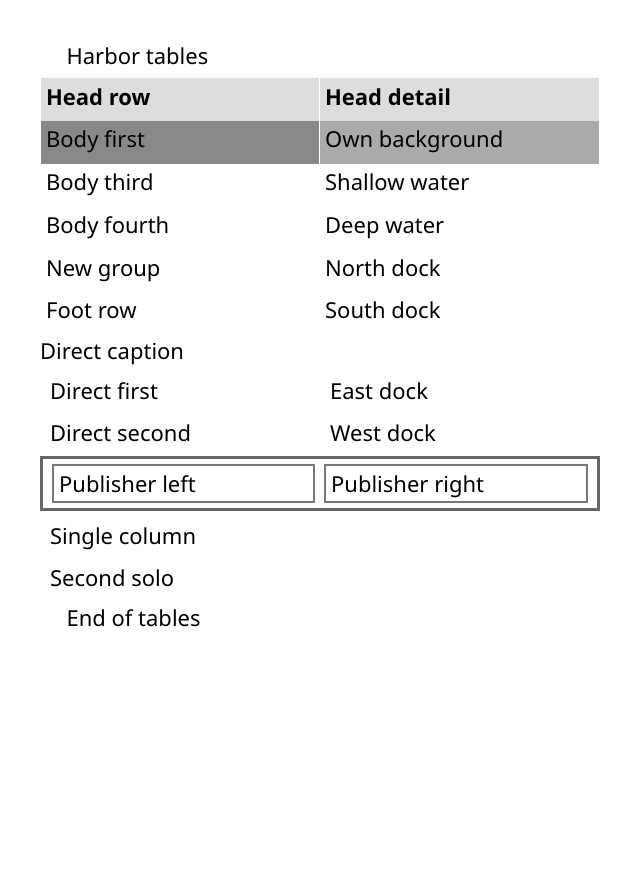 Harbor tables
Head row Head detail
Body first Own background
Body third Shallow water
Body fourth Deep water
New group North dock
Foot row South dock
Direct caption
Direct first East dock
Direct second West dock
Publisher left Publisher right
Single column
Second solo
End of tables